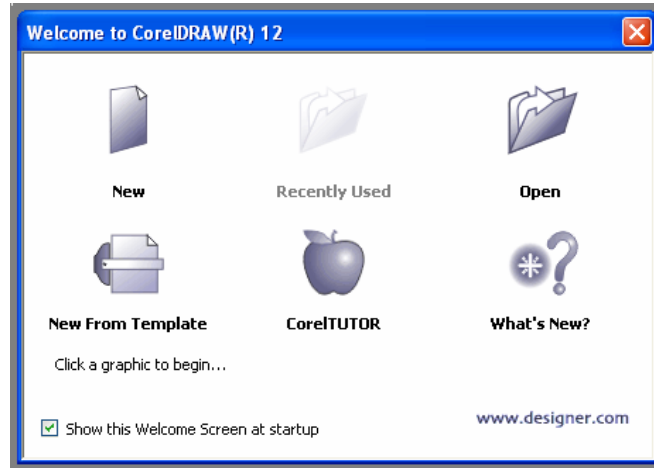 Welcome to CorelDRAW(R) 12
New Recently Used Open
New From Template CorelTUTOR What's New?
Click a graphic to begin...
Show this Welcome Screen at startup
www.designer.com